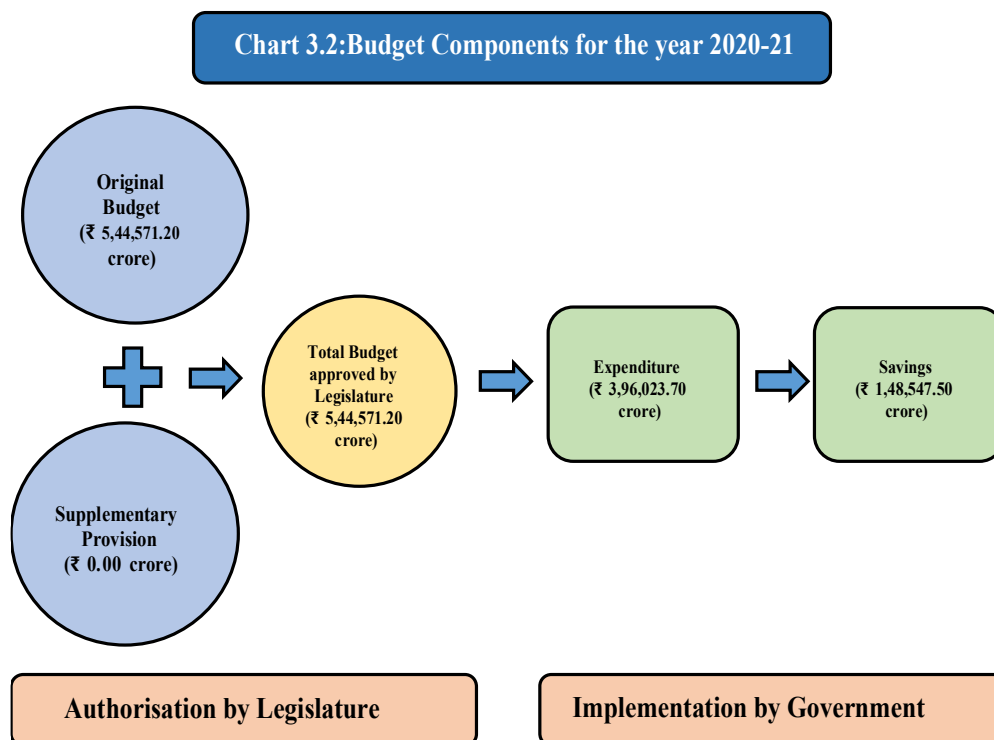 Chart 3.2:Budget Components for the year 2020-21
Original
Budget
(₹ 5,44,571.20
crore)
Supplementary
Provision
(₹ 0.00 crore)
Total Budget
approved by
Legislature
(₹ 5,44,571.20
crore)
Expenditure
(₹ 3,96,023.70
crore)
Savings
(₹ 1,48,547.50
crore)
Authorisation by Legislature
Implementation by Government